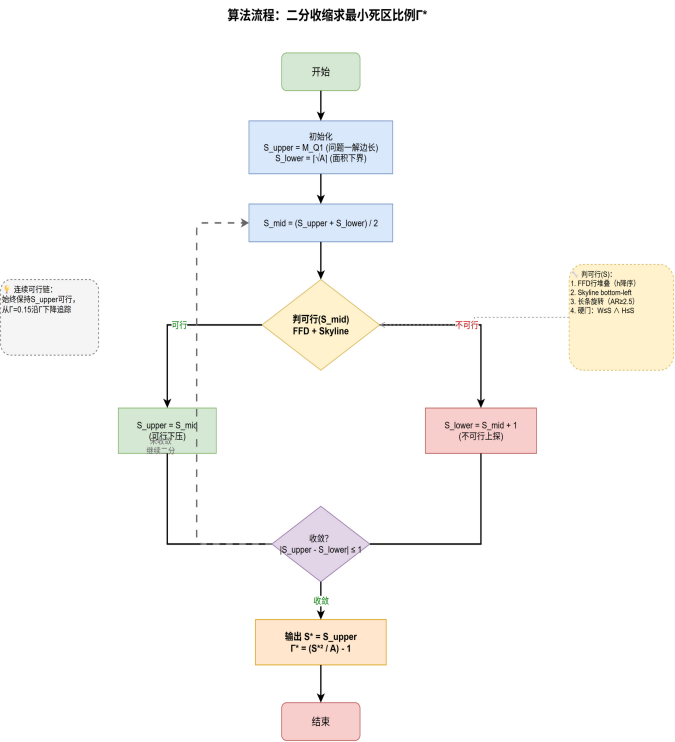 算法流程：二分收缩求最小死区比例Γ*
开始
初始化
S_upper = M_Q1 (问题一解边长)
S_lower = ⌈√A⌉ (面积下界)
S_mid = (S_upper + S_lower) / 2
💡 连续可行链：
始终保持S_upper可行，
从Γ=0.15沿Γ下降追踪
判可行(S_mid)
FFD + Skyline
判可行(S)：
1. FFD行堆叠（h降序）
2. Skyline bottom-left
3. 长条旋转（AR≥2.5）
4. 硬门：W≤S ∧ H≤S
可行
不可行
S_upper = S_mid
(可行下压)
未收敛
继续二分
S_lower = S_mid + 1
(不可行上探)
收敛?
|S_upper - S_lower| ≤ 1
收敛
输出 S* = S_upper
Γ* = (S*² / A) - 1
结束